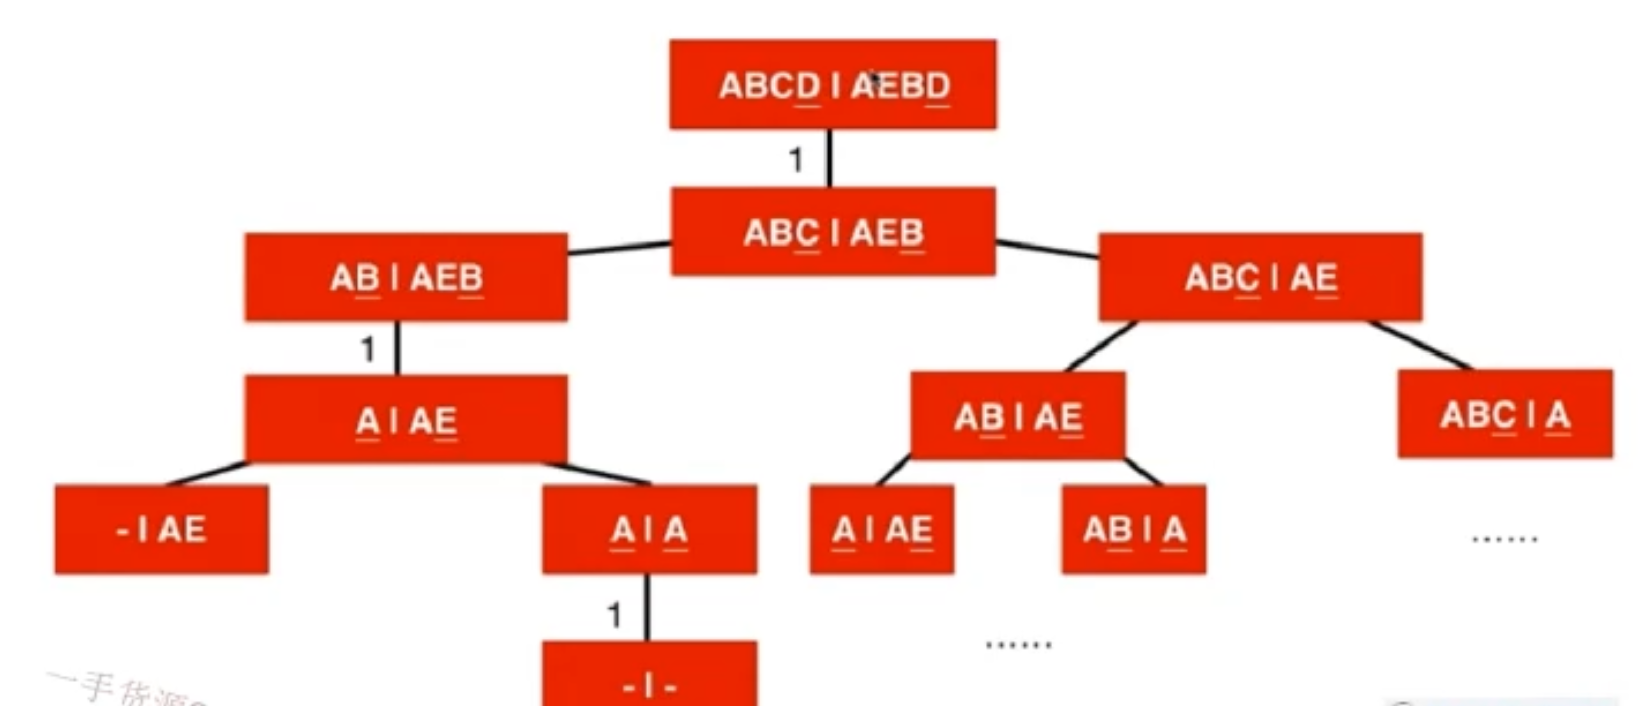 ABCD | AEBD
1
ABC | AEB
AB | AEB
ABC | AE
1
A | AE
AB | AE
ABC | A
- | AE
A | A
A | AE
AB | A
......
1
......
- | -
一手货源